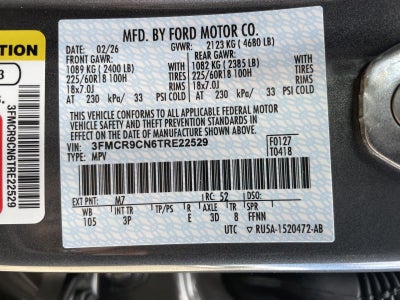 MFD. BY FORD MOTOR CO.
DATE: 02/26 GVWR: 2123 KG (4680 LB)
FRONT GAWR: REAR GAWR:
1089 KG (2400 LB) WITH 1082 KG (2385 LB) WITH
225/60R18 100H TIRES 225/60R18 100H TIRES
18x7.0J RIMS 18x7.0J RIMS
AT 230 kPa/ 33 PSI COLD AT 230 kPa/ 33 PSI COLD
THIS VEHICLE CONFORMS TO ALL APPLICABLE FEDERAL MOTOR
VEHICLE SAFETY AND THEFT PREVENTION STANDARDS IN
EFFECT ON THE DATE OF MANUFACTURE SHOWN ABOVE.
VIN: 3FMCR9CN6TRE22529 F0127
TYPE: MPV T0418
EXT PNT: M7 RC: 52 DSO:
WB INT TR TP/PS R AXLE TR SPR
105 3P E 3D 8 FFNN
UTC RU5A-1520472-AB
3FMCR9CN6TRE22529